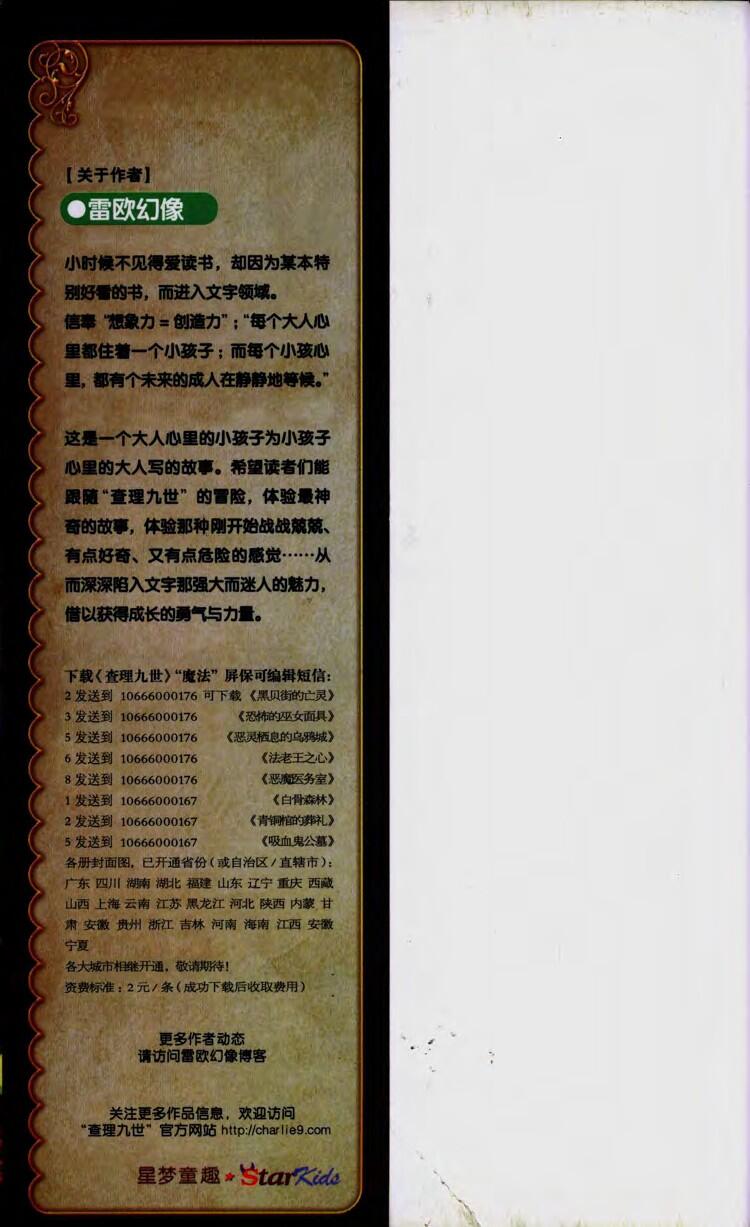 【关于作者】
●雷欧幻像
小时候不见得爱读书，却因为某本特
别好看的书，而进入文字领域。
信奉“想象力=创造力”；“每个大人心
里都住着一个小孩子；而每个小孩心
里，都有个未来的成人在静静地等候。”
这是一个大人心里的小孩子为小孩子
心里的大人写的故事。希望读者们能
跟随“查理九世”的冒险，体验最神
奇的故事，体验那种刚开始战战兢兢、
有点好奇、又有点危险的感觉……从
而深深陷入文字那强大而迷人的魅力，
借以获得成长的勇气与力量。
下载《查理九世》“魔法”屏保可编辑短信：
2 发送到 10666000176 可下载《黑贝街的亡灵》
3 发送到 10666000176 《恐怖的巫女面具》
5 发送到 10666000176 《恶灵栖息的乌鸦城》
6 发送到 10666000176 《法老王之心》
8 发送到 10666000176 《恶魔医务室》
1 发送到 10666000167 《白骨森林》
2 发送到 10666000167 《青铜棺的葬礼》
5 发送到 10666000167 《吸血鬼公墓》
各册封面图，已开通省份（或自治区/直辖市）：
广东 四川 湖南 湖北 福建 山东 辽宁 重庆 西藏
山西 上海 云南 江苏 黑龙江 河北 陕西 内蒙 甘
肃 安徽 贵州 浙江 吉林 河南 海南 江西 安徽
宁夏
各大城市相继开通，敬请期待！
资费标准：2元/条（成功下载后收取费用）
更多作者动态
请访问雷欧幻像博客
关注更多作品信息，欢迎访问
“查理九世”官方网站 http://charlie9.com
星梦童趣★StarKids